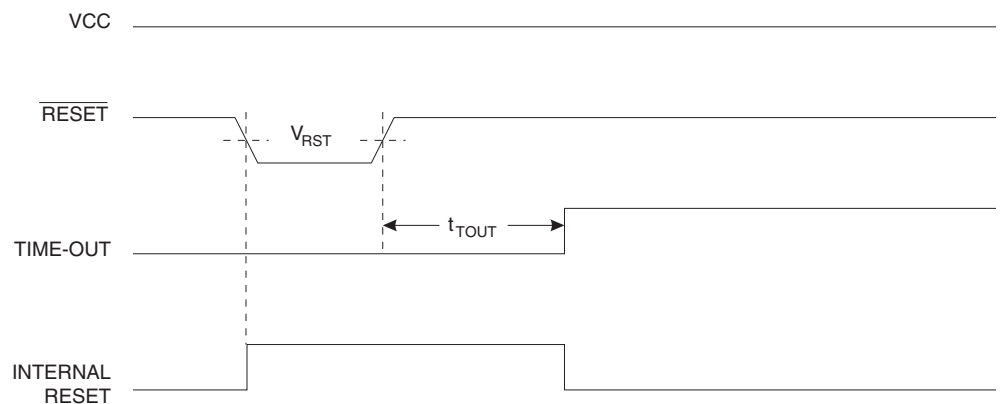 VCC
RESET
VRST
tTOUT
TIME-OUT
INTERNAL
RESET